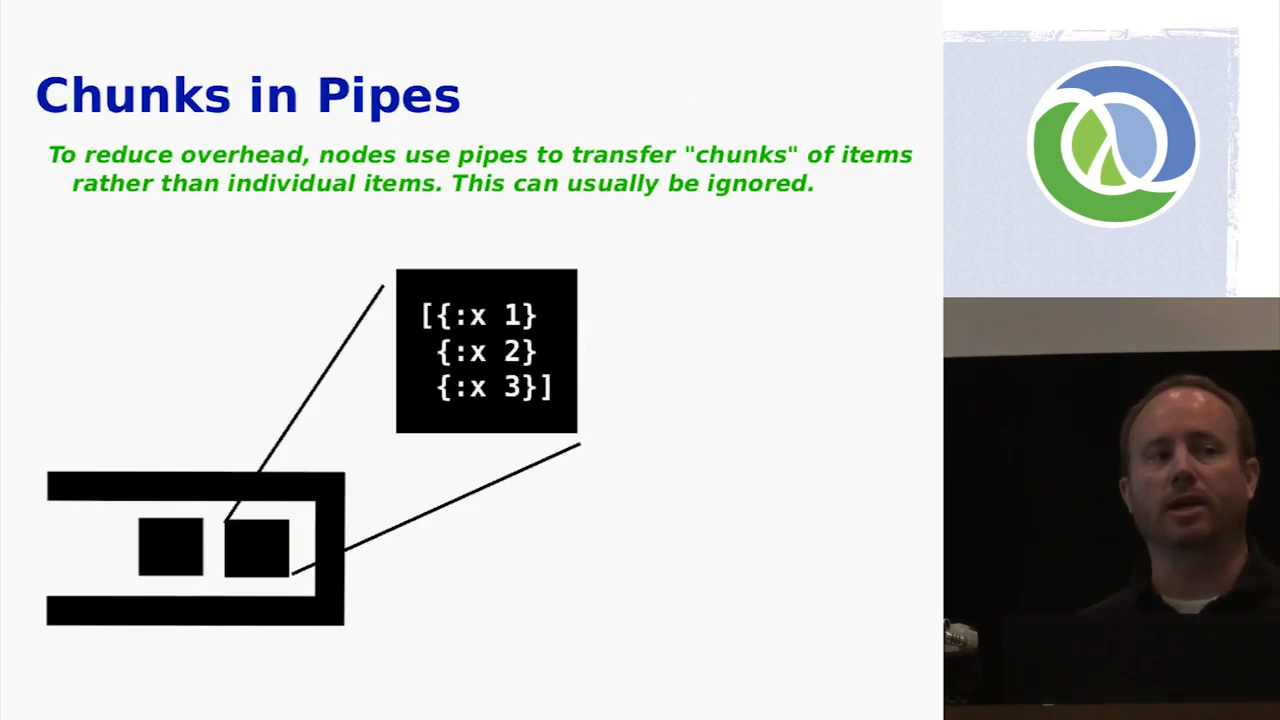 Chunks in Pipes
To reduce overhead, nodes use pipes to transfer "chunks" of items
rather than individual items. This can usually be ignored.
[{:x 1}
{:x 2}
{:x 3}]